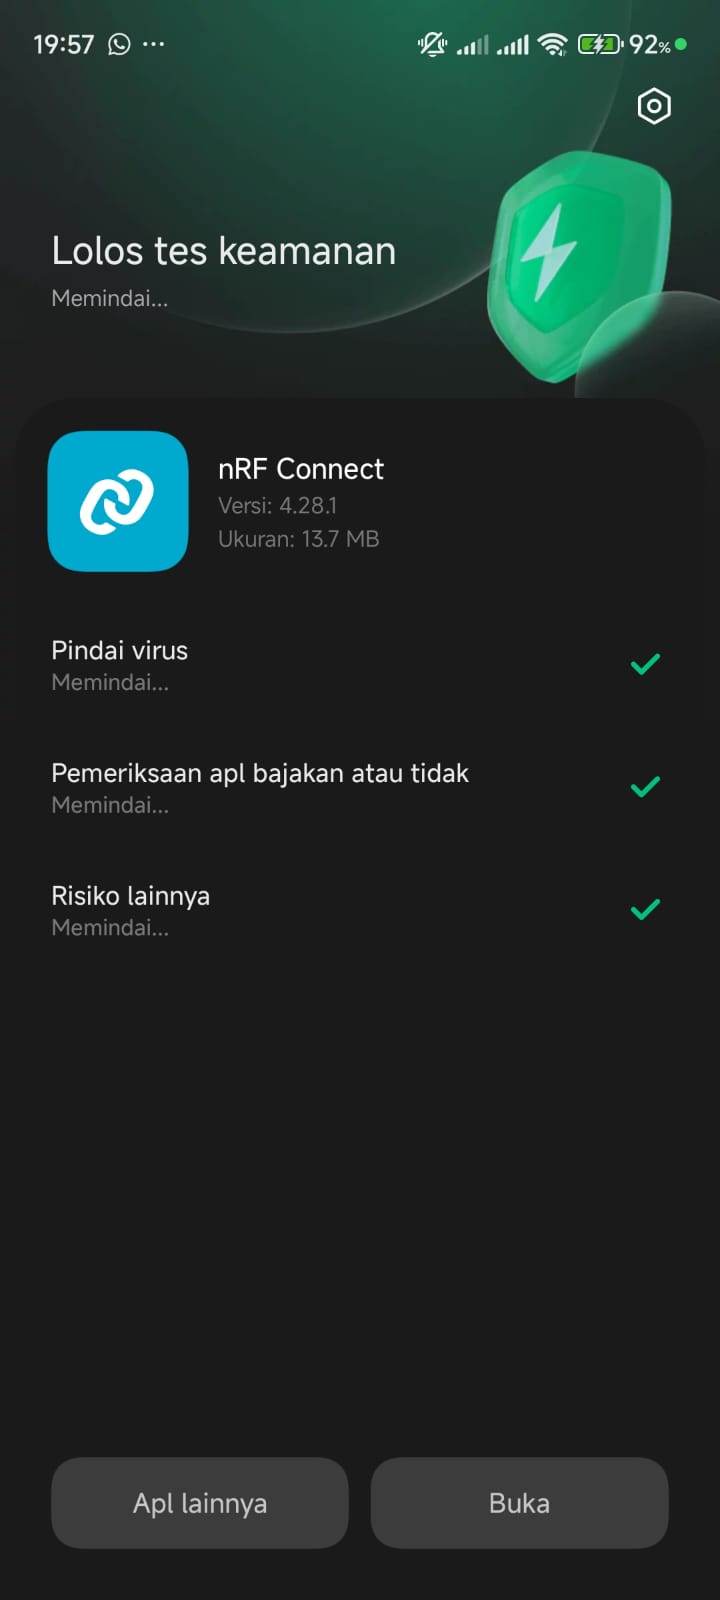 19:57 ... 92%
Lolos tes keamanan
Memindai...
nRF Connect
Versi: 4.28.1
Ukuran: 13.7 MB
Pindai virus
Memindai...
Pemeriksaan apl bajakan atau tidak
Memindai...
Risiko lainnya
Memindai...
Apl lainnya
Buka